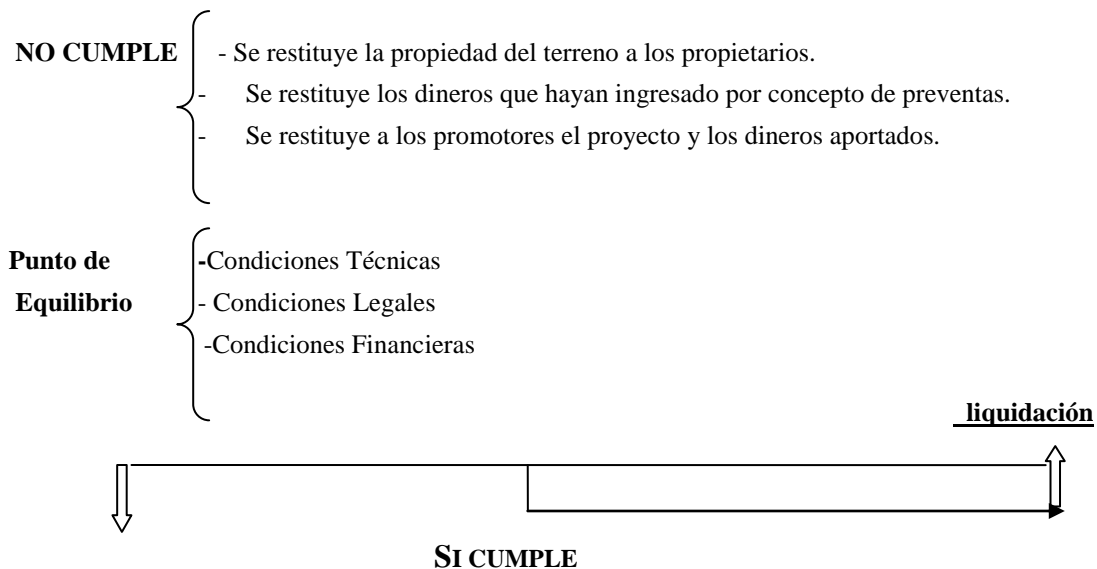 NO CUMPLE - Se restituye la propiedad del terreno a los propietarios.
- Se restituye los dineros que hayan ingresado por concepto de preventas.
- Se restituye a los promotores el proyecto y los dineros aportados.
Punto de -Condiciones Técnicas
Equilibrio - Condiciones Legales
-Condiciones Financieras
liquidación
SI CUMPLE